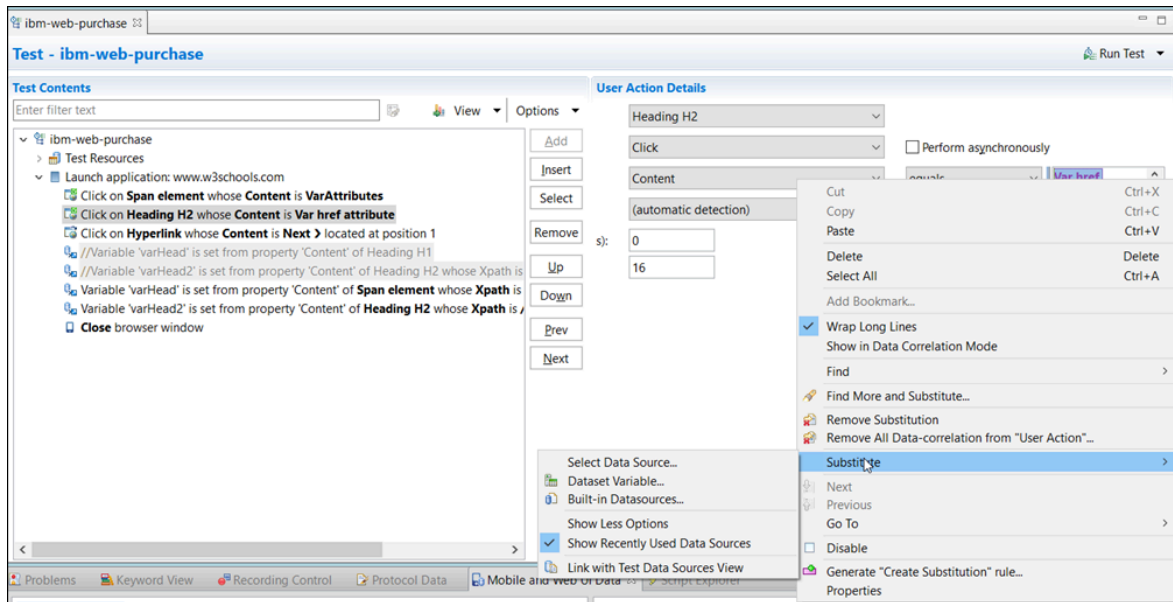 ibm-web-purchase
Test - ibm-web-purchase
Run Test
Test Contents
Enter filter text
View
Options
ibm-web-purchase
Test Resources
Launch application: www.w3schools.com
Click on Span element whose Content is VarAttributes
Click on Heading H2 whose Content is Var href attribute
Click on Hyperlink whose Content is Next ❯ located at position 1
//Variable 'varHead' is set from property 'Content' of Heading H1
//Variable 'varHead2' is set from property 'Content' of Heading H2 whose Xpath is
Variable 'varHead' is set from property 'Content' of Span element whose Xpath is
Variable 'varHead2' is set from property 'Content' of Heading H2 whose Xpath is /
Close browser window
Add
Insert
Select
Remove
Up
Down
Prev
Next
User Action Details
Heading H2
Click
Perform asynchronously
Content
equals
Var href
(automatic detection)
s):
0
16
Cut Ctrl+X
Copy Ctrl+C
Paste Ctrl+V
Delete Delete
Select All Ctrl+A
Add Bookmark...
Wrap Long Lines
Show in Data Correlation Mode
Find
Find More and Substitute...
Remove Substitution
Remove All Data-correlation from "User Action"...
Substitute
Next
Previous
Go To
Disable
Generate "Create Substitution" rule...
Properties
Select Data Source...
Dataset Variable...
Built-in Datasources...
Show Less Options
Show Recently Used Data Sources
Link with Test Data Sources View
Problems
Keyword View
Recording Control
Protocol Data
Mobile and Web UI Data
Script Explorer